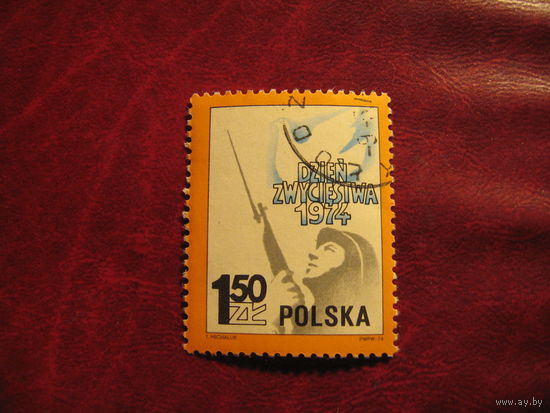 DZIEŃ
ZWYCIĘSTWA
1974
1.50 ZŁ
POLSKA
T. MICHALUK
PWPW-74
www.ay.by